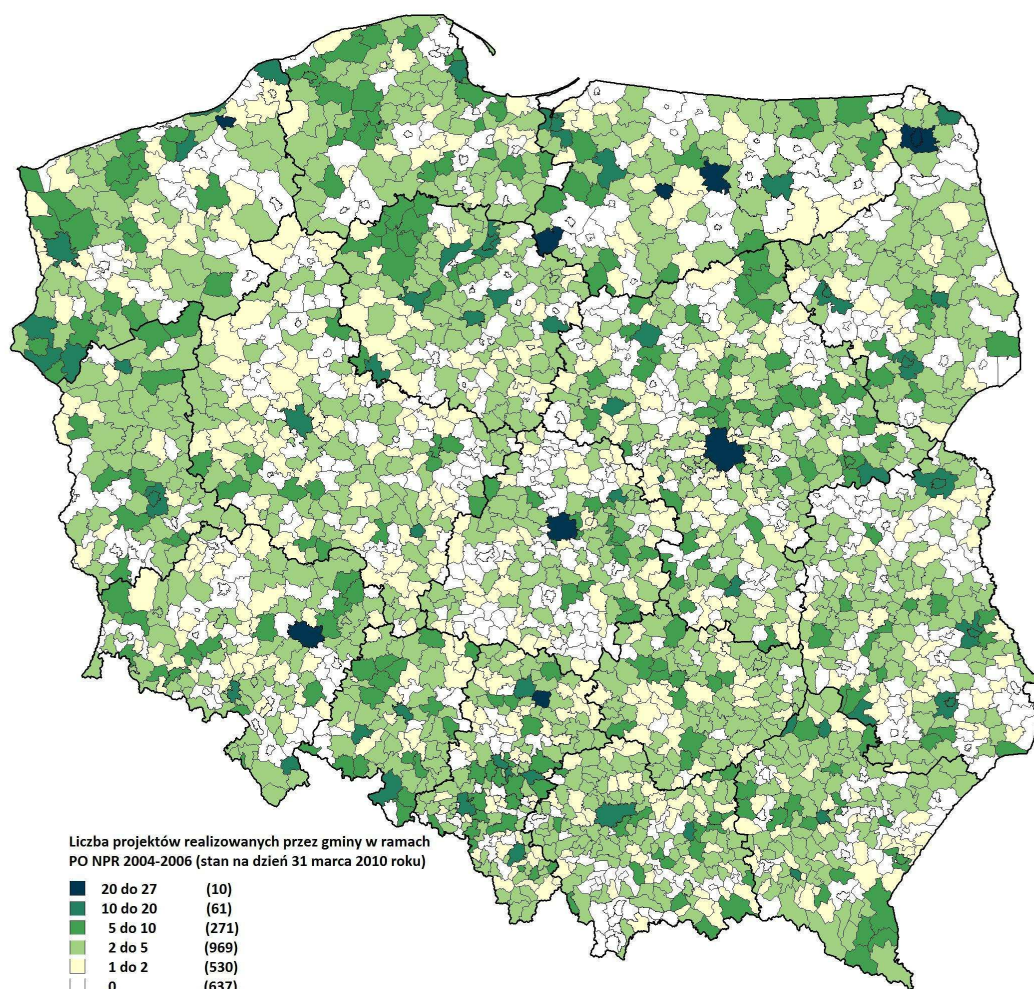 Liczba projektów realizowanych przez gminy w ramach
PO NPR 2004-2006 (stan na dzień 31 marca 2010 roku)
20 do 27 (10)
10 do 20 (61)
5 do 10 (271)
2 do 5 (969)
1 do 2 (530)
0 (637)